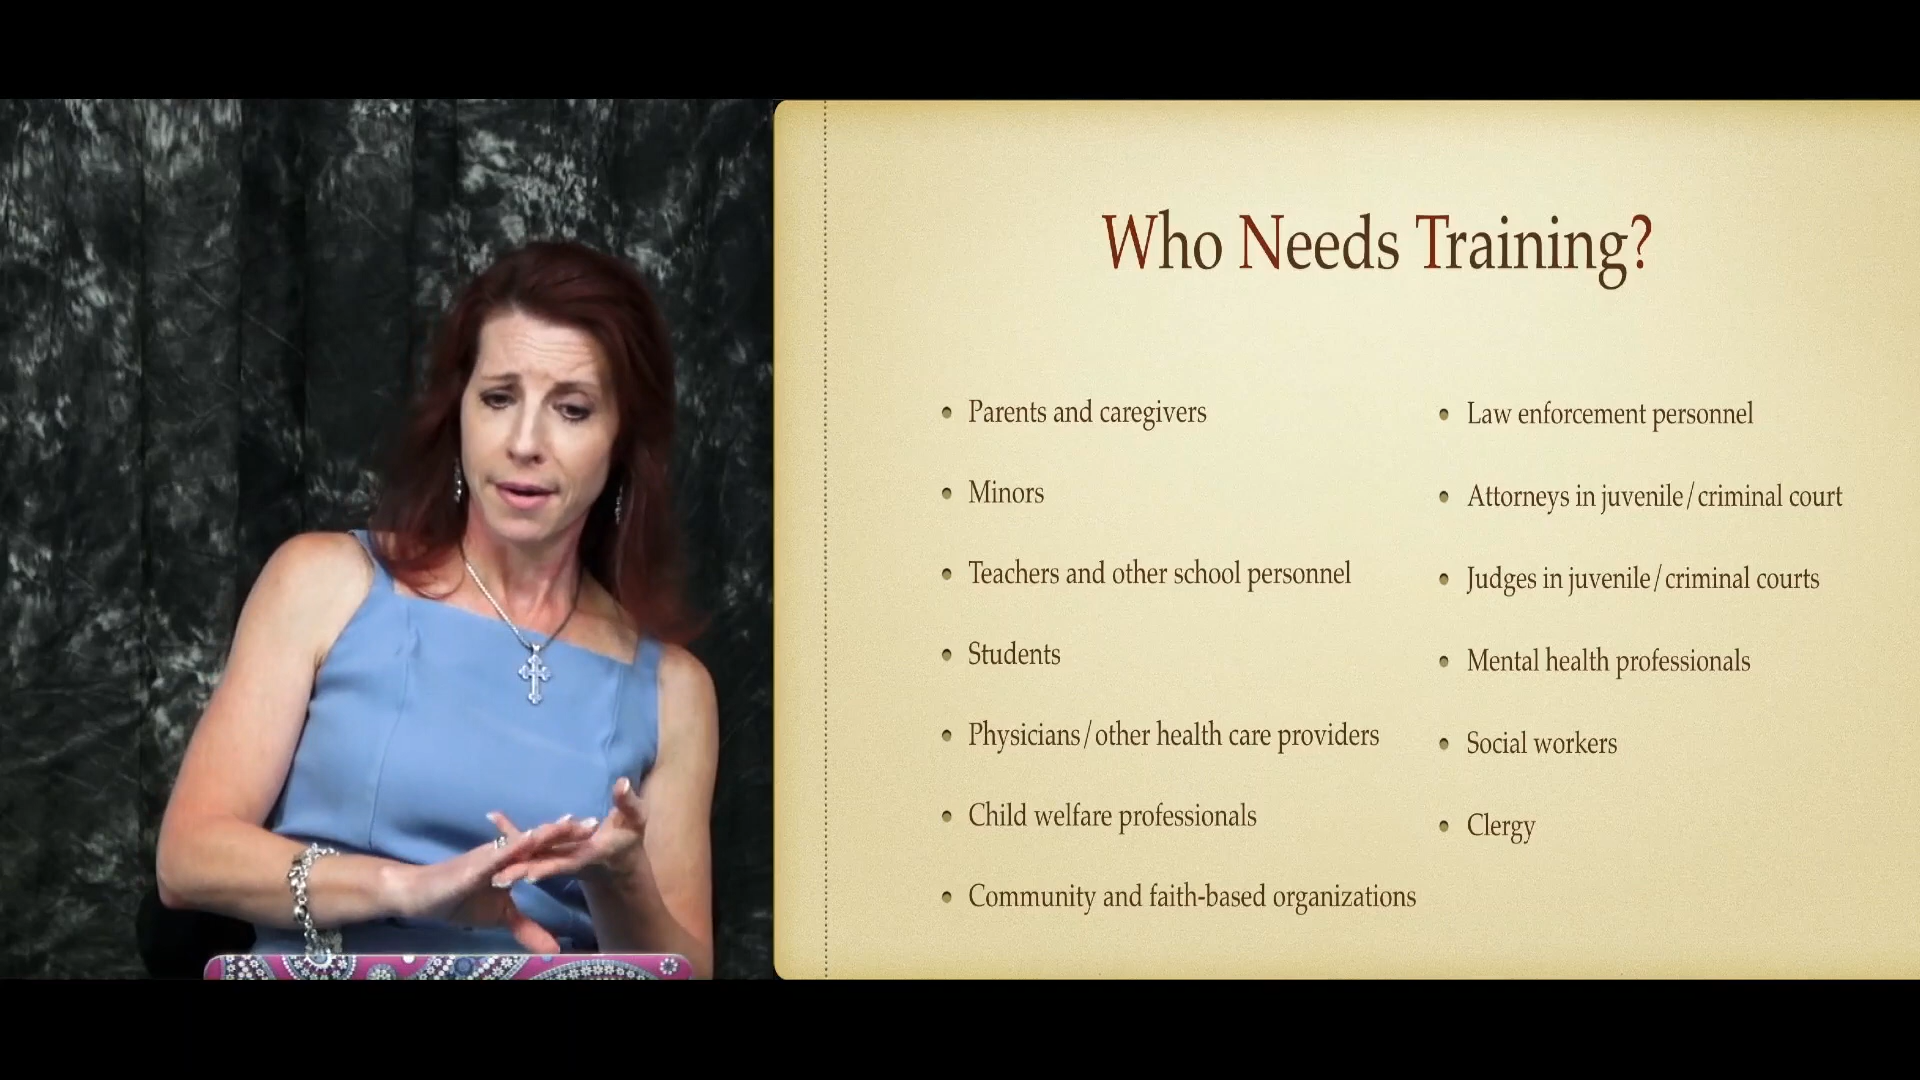 Who Needs Training?
Parents and caregivers
Minors
Teachers and other school personnel
Students
Physicians/other health care providers
Child welfare professionals
Community and faith-based organizations
Law enforcement personnel
Attorneys in juvenile/criminal court
Judges in juvenile/criminal courts
Mental health professionals
Social workers
Clergy